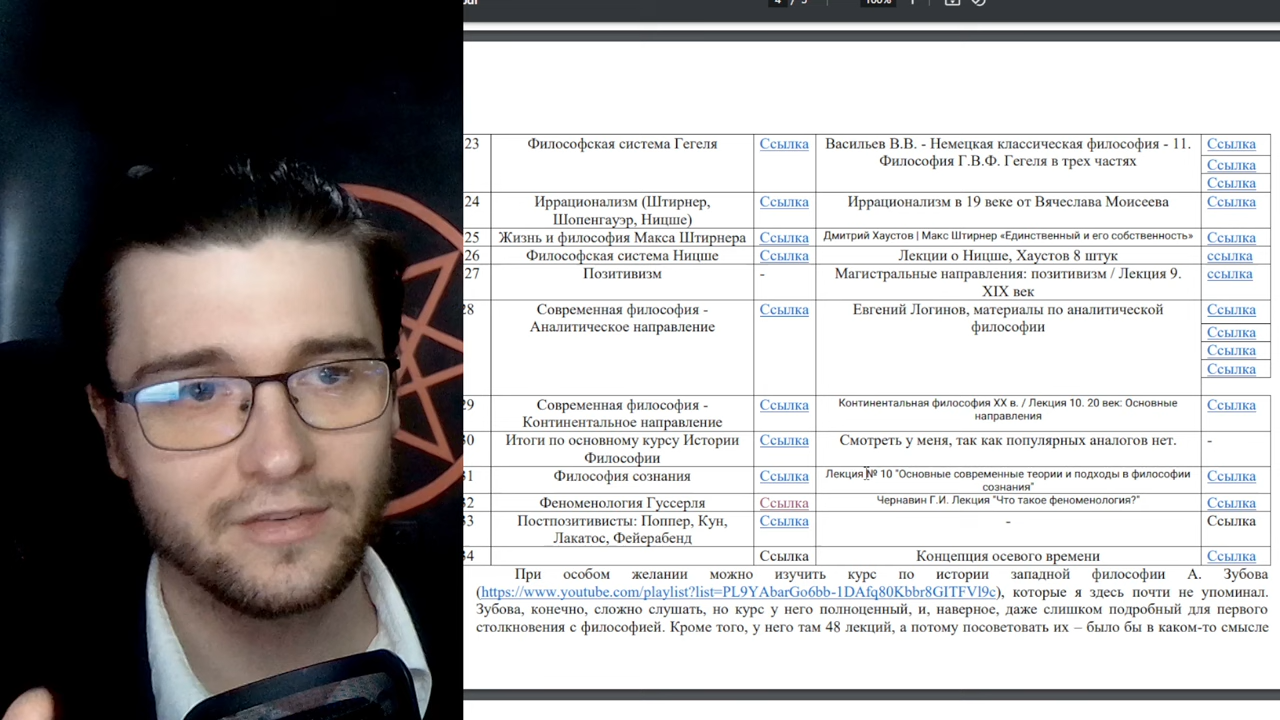 4 / 5 100%
23 Философская система Гегеля Ссылка Васильев В.В. - Немецкая классическая философия - 11. Ссылка
Философия Г.В.Ф. Гегеля в трех частях Ссылка
Ссылка
24 Иррационализм (Штирнер, Ссылка Иррационализм в 19 веке от Вячеслава Моисеева Ссылка
Шопенгауэр, Ницше)
25 Жизнь и философия Макса Штирнера Ссылка Дмитрий Хаустов | Макс Штирнер «Единственный и его собственность» Ссылка
26 Философская система Ницше Ссылка Лекции о Ницше, Хаустов 8 штук Ссылка
27 Позитивизм - Магистральные направления: позитивизм / Лекция 9. ссылка
XIX век
28 Современная философия - Ссылка Евгений Логинов, материалы по аналитической Ссылка
Аналитическое направление философии Ссылка
Ссылка
Ссылка
29 Современная философия - Ссылка Континентальная философия XX в. / Лекция 10. 20 век: Основные Ссылка
Континентальное направление направления
30 Итоги по основному курсу Истории Ссылка Смотреть у меня, так как популярных аналогов нет. -
Философии
31 Философия сознания Ссылка Лекция № 10 "Основные современные теории и подходы в философии Ссылка
сознания"
32 Феноменология Гуссерля Ссылка Чернавин Г.И. Лекция "Что такое феноменология?" Ссылка
33 Постпозитивисты: Поппер, Кун, Ссылка - Ссылка
Лакатос, Фейерабенд
34 Ссылка Концепция осевого времени Ссылка
При особом желании можно изучить курс по истории западной философии А. Зубова
(https://www.youtube.com/playlist?list=PL9YAbarGo6bb-1DAfq80Kbbr8GITFVl9c), которые я здесь почти не упоминал.
Зубова, конечно, сложно слушать, но курс у него полноценный, и, наверное, даже слишком подробный для первого
столкновения с философией. Кроме того, у него там 48 лекций, а потому посоветовать их – было бы в каком-то смысле